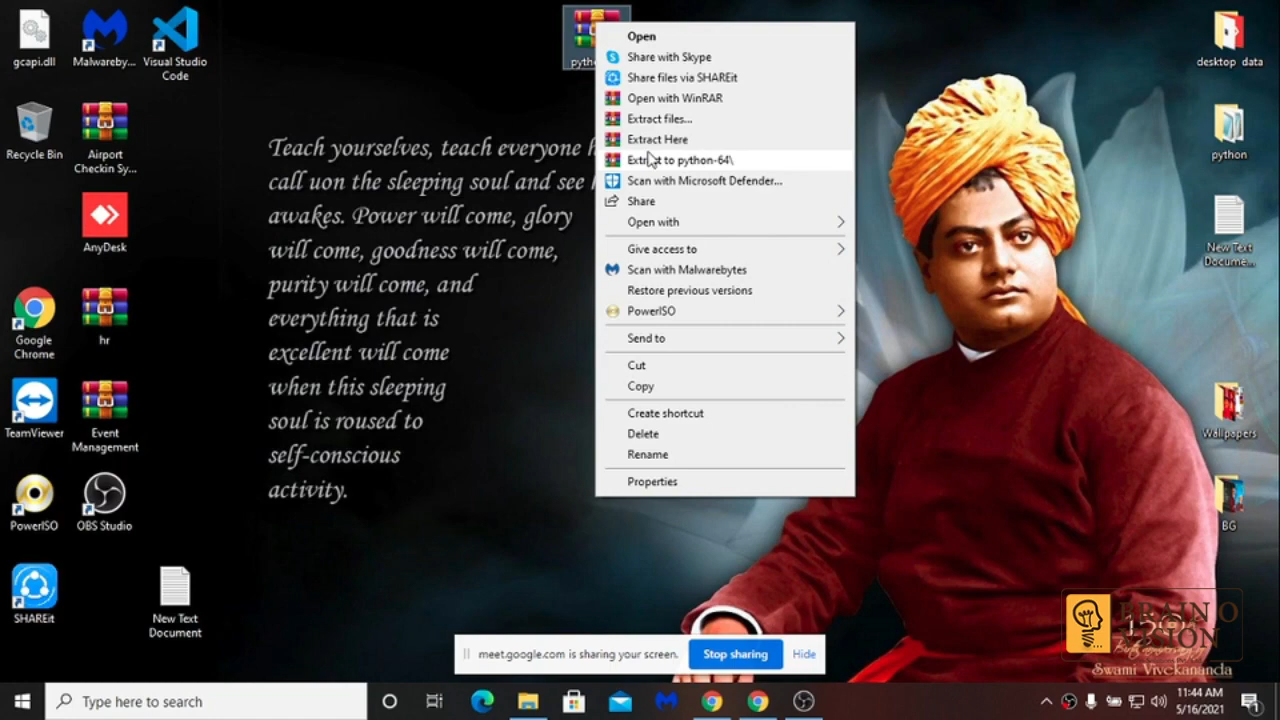 gcapi.dll
Malwareby...
Visual Studio
Code
Recycle Bin
Airport
Checkin Sy...
AnyDesk
Google
Chrome
hr
TeamViewer
Event
Management
PowerISO
OBS Studio
SHAREit
New Text
Document
Teach yourselves, teach everyone
call uon the sleeping soul and see
awakes. Power will come, glory
will come, goodness will come,
purity will come, and
everything that is
excellent will come
when this sleeping
soul is roused to
self-conscious
activity.
Open
Share with Skype
Share files via SHAREit
Open with WinRAR
Extract files...
Extract Here
Extract to python-64\
Scan with Microsoft Defender...
Share
Open with
Give access to
Scan with Malwarebytes
Restore previous versions
PowerISO
Send to
Cut
Copy
Create shortcut
Delete
Rename
Properties
desktop data
python
New Text
Docume...
Wallpapers
BG
BRAIN O
VISION
Swami Vivekananda
meet.google.com is sharing your screen.
Stop sharing
Hide
Type here to search
11:44 AM
5/16/2021
1